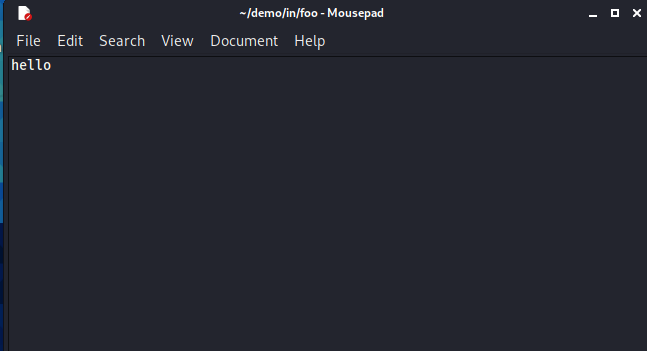 ~/demo/in/foo - Mousepad
File Edit Search View Document Help
hello